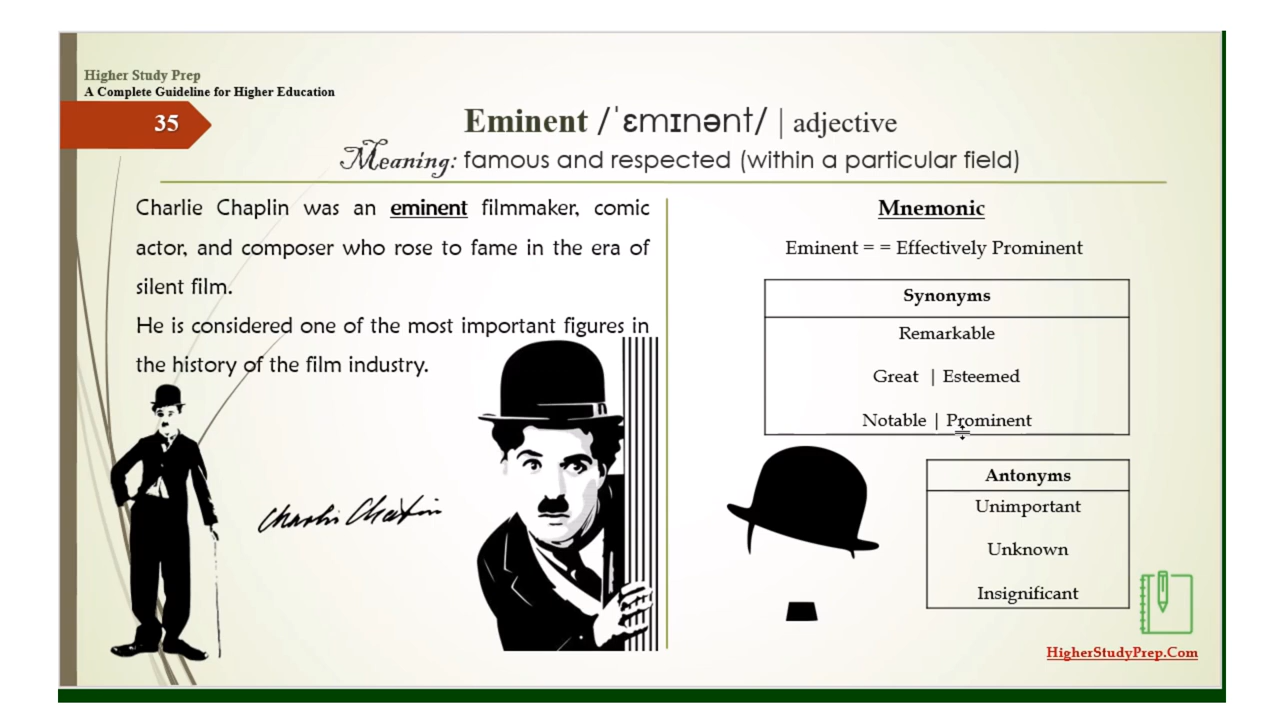 Higher Study Prep
A Complete Guideline for Higher Education
35
Eminent /ˈɛmɪnənt/ | adjective
Meaning: famous and respected (within a particular field)
Charlie Chaplin was an eminent filmmaker, comic
actor, and composer who rose to fame in the era of
silent film.
He is considered one of the most important figures in
the history of the film industry.
Charlie Chaplin
Mnemonic
Eminent = = Effectively Prominent
Synonyms
Remarkable
Great | Esteemed
Notable | Prominent
Antonyms
Unimportant
Unknown
Insignificant
HigherStudyPrep.Com